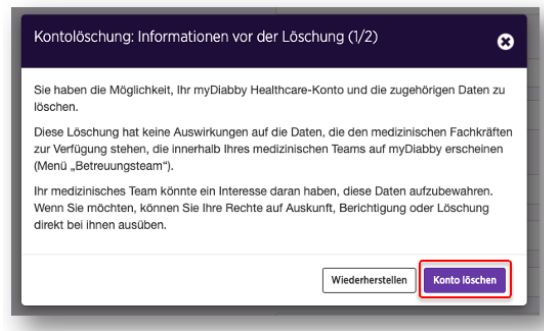 Kontolöschung: Informationen vor der Löschung (1/2)
Sie haben die Möglichkeit, Ihr myDiabby Healthcare-Konto und die zugehörigen Daten zu
löschen.
Diese Löschung hat keine Auswirkungen auf die Daten, die den medizinischen Fachkräften
zur Verfügung stehen, die innerhalb Ihres medizinischen Teams auf myDiabby erscheinen
(Menü „Betreuungsteam“).
Ihr medizinisches Team könnte ein Interesse daran haben, diese Daten aufzubewahren.
Wenn Sie möchten, können Sie Ihre Rechte auf Auskunft, Berichtigung oder Löschung
direkt bei ihnen ausüben.
Wiederherstellen Konto löschen